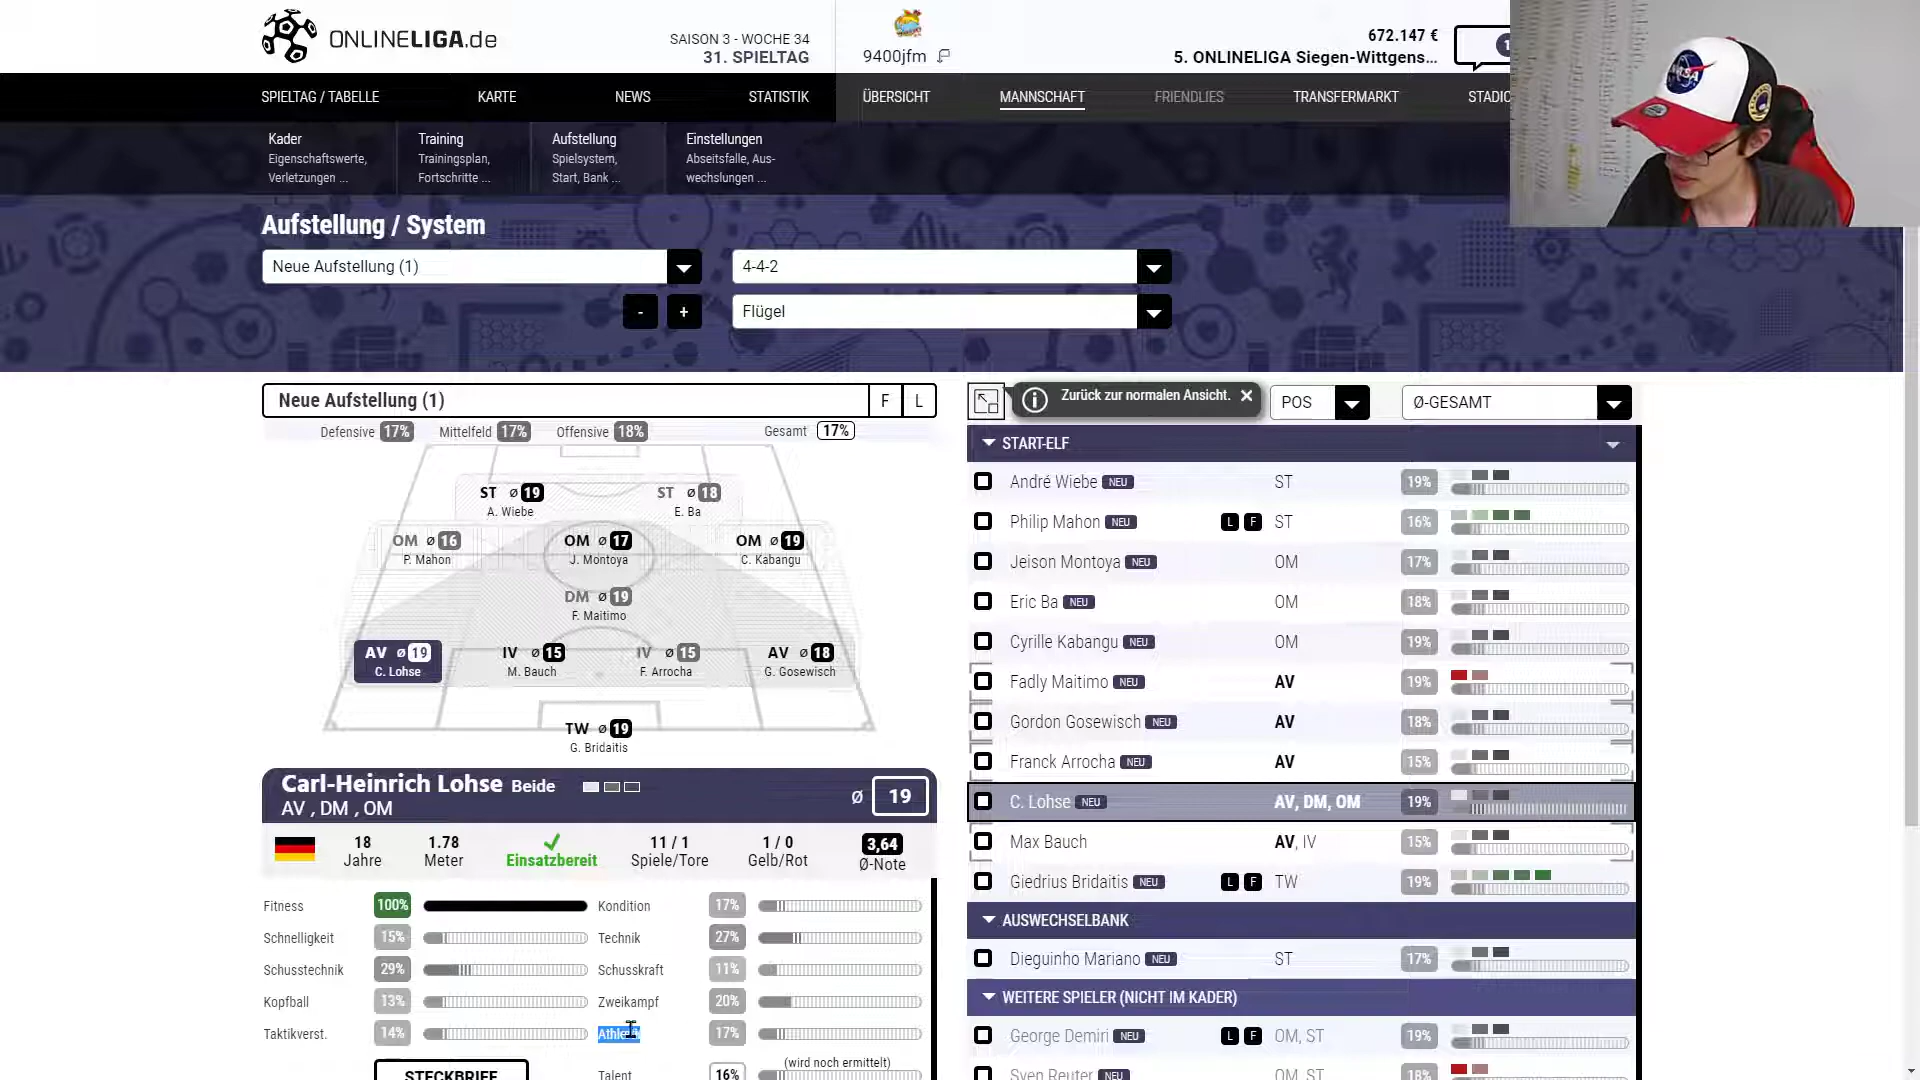 ONLINELIGA.de
SAISON 3 - WOCHE 34
31. SPIELTAG
9400jfm
672.147 €
5. ONLINELIGA Siegen-Wittgens...
1
SPIELTAG / TABELLE
KARTE
NEWS
STATISTIK
ÜBERSICHT
MANNSCHAFT
FRIENDLIES
TRANSFERMARKT
STADIO
Kader
Eigenschaftswerte,
Verletzungen ...
Training
Trainingsplan,
Fortschritte ...
Aufstellung
Spielsystem,
Start, Bank ...
Einstellungen
Abseitsfalle, Aus-
wechslungen ...
Aufstellung / System
Neue Aufstellung (1)
4-4-2
- +
Flügel
Neue Aufstellung (1)
F L
Defensive 17% Mittelfeld 17% Offensive 18% Gesamt 17%
ST ø 19
A. Wiebe
ST ø 18
E. Ba
OM ø 16
P. Mahon
OM ø 17
J. Montoya
OM ø 19
C. Kabangu
DM ø 19
F. Maitimo
AV ø 19
C. Lohse
IV ø 15
M. Bauch
IV ø 15
F. Arrocha
AV ø 18
G. Gosewisch
TW ø 19
G. Bridaitis
Carl-Heinrich Lohse Beide
AV , DM , OM
Ø 19
18
Jahre
1.78
Meter
Einsatzbereit
11 / 1
Spiele/Tore
1 / 0
Gelb/Rot
3,64
Ø-Note
Fitness 100% Kondition 17%
Schnelligkeit 15% Technik 27%
Schusstechnik 29% Schusskraft 11%
Kopfball 13% Zweikampf 20%
Taktikverst. 14% 17%
STECKBRIEF
Talent 16%
(wird noch ermittelt)
Zurück zur normalen Ansicht.
POS
Ø-GESAMT
START-ELF
André Wiebe NEU ST 19%
Philip Mahon NEU L F ST 16%
Jeison Montoya NEU OM 17%
Eric Ba NEU OM 18%
Cyrille Kabangu NEU OM 19%
Fadly Maitimo NEU AV 19%
Gordon Gosewisch NEU AV 18%
Franck Arrocha NEU AV 15%
C. Lohse NEU AV, DM, OM 19%
Max Bauch AV, IV 15%
Giedrius Bridaitis NEU L F TW 19%
AUSWECHSELBANK
Dieguinho Mariano NEU ST 17%
WEITERE SPIELER (NICHT IM KADER)
George Demiri NEU L F OM, ST 19%
Sven Reuter NEU OM, ST 18%